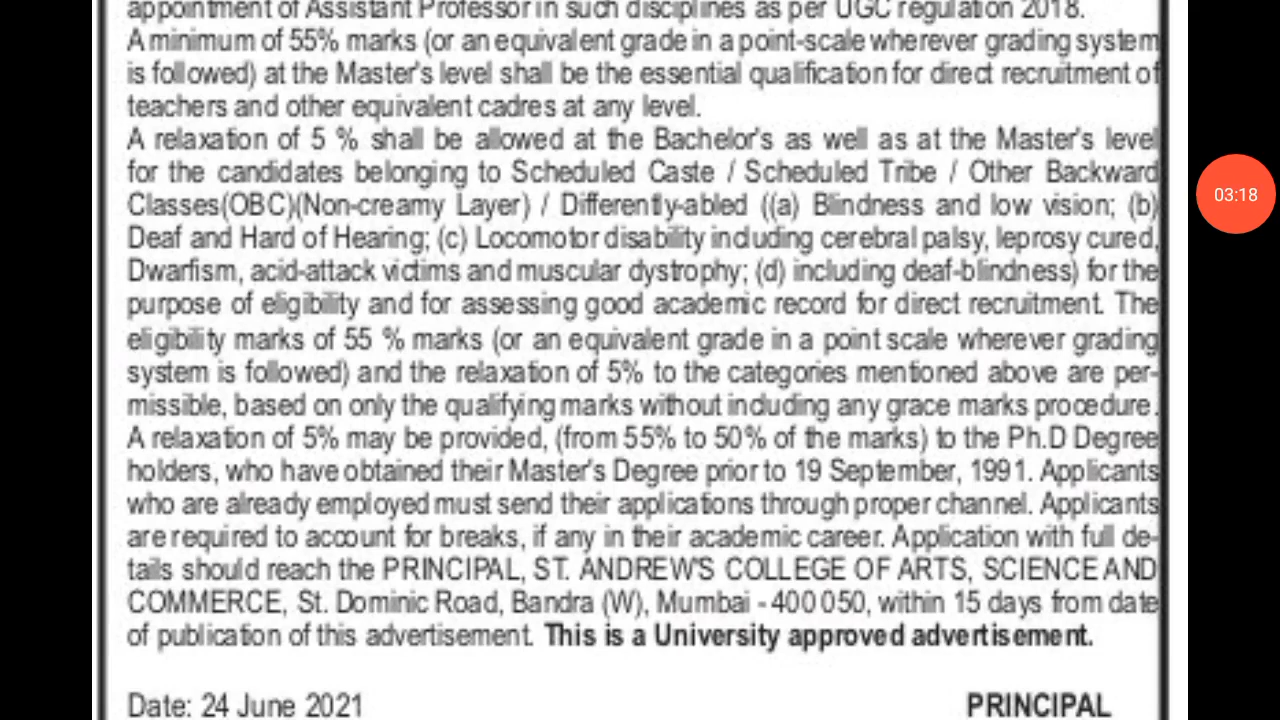 appointment of Assistant Professor in such disciplines as per UGC regulation 2018.
A minimum of 55% marks (or an equivalent grade in a point-scale wherever grading system
is followed) at the Master's level shall be the essential qualification for direct recruitment of
teachers and other equivalent cadres at any level.
A relaxation of 5 % shall be allowed at the Bachelor's as well as at the Master's level
for the candidates belonging to Scheduled Caste / Scheduled Tribe / Other Backward
Classes(OBC)(Non-creamy Layer) / Differently-abled ((a) Blindness and low vision; (b)
Deaf and Hard of Hearing; (c) Locomotor disability including cerebral palsy, leprosy cured,
Dwarfism, acid-attack victims and muscular dystrophy; (d) including deaf-blindness) for the
purpose of eligibility and for assessing good academic record for direct recruitment. The
eligibility marks of 55 % marks (or an equivalent grade in a point scale wherever grading
system is followed) and the relaxation of 5% to the categories mentioned above are per-
missible, based on only the qualifying marks without including any grace marks procedure.
A relaxation of 5% may be provided, (from 55% to 50% of the marks) to the Ph.D Degree
holders, who have obtained their Master's Degree prior to 19 September, 1991. Applicants
who are already employed must send their applications through proper channel. Applicants
are required to account for breaks, if any in their academic career. Application with full de-
tails should reach the PRINCIPAL, ST. ANDREW'S COLLEGE OF ARTS, SCIENCE AND
COMMERCE, St. Dominic Road, Bandra (W), Mumbai - 400 050, within 15 days from date
of publication of this advertisement. This is a University approved advertisement.
Date: 24 June 2021
PRINCIPAL
03:18